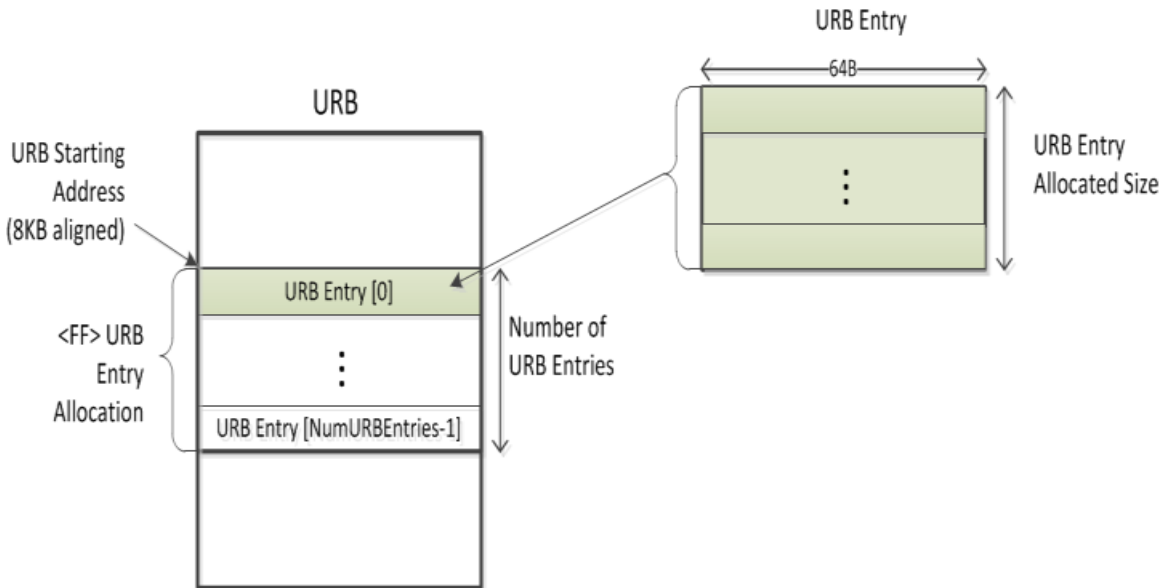 URB Entry
64B
URB
URB Starting
Address
(8KB aligned)
URB Entry
Allocated Size
URB Entry [0]
<FF> URB
Entry
Allocation
Number of
URB Entries
URB Entry [NumURBEntries-1]